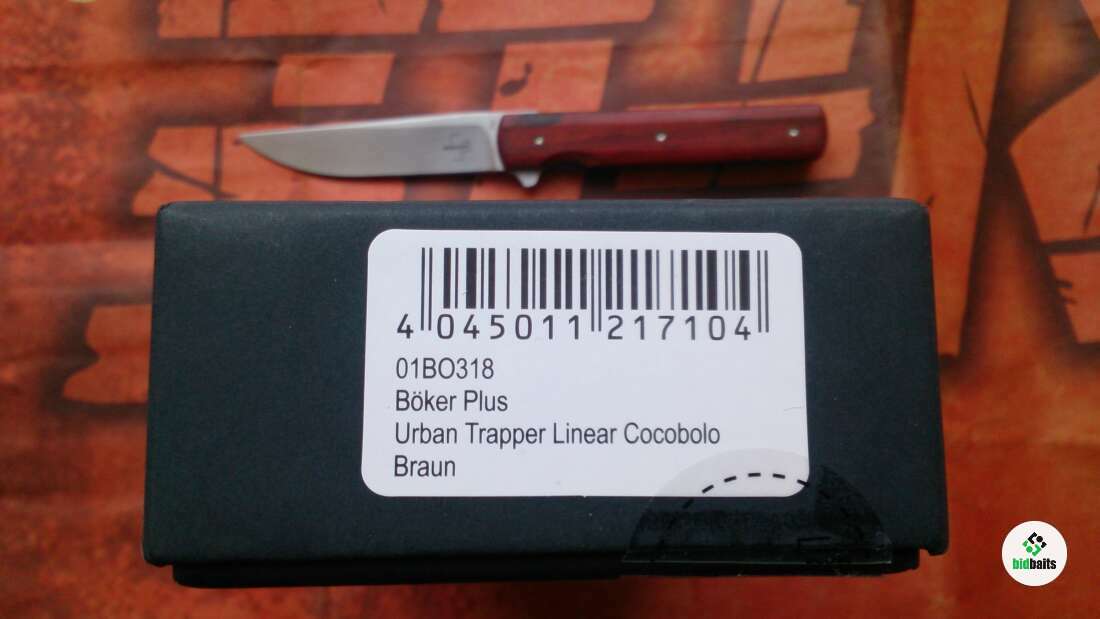 4 045011 217104
01BO318
Böker Plus
Urban Trapper Linear Cocobolo
Braun
bidbaits